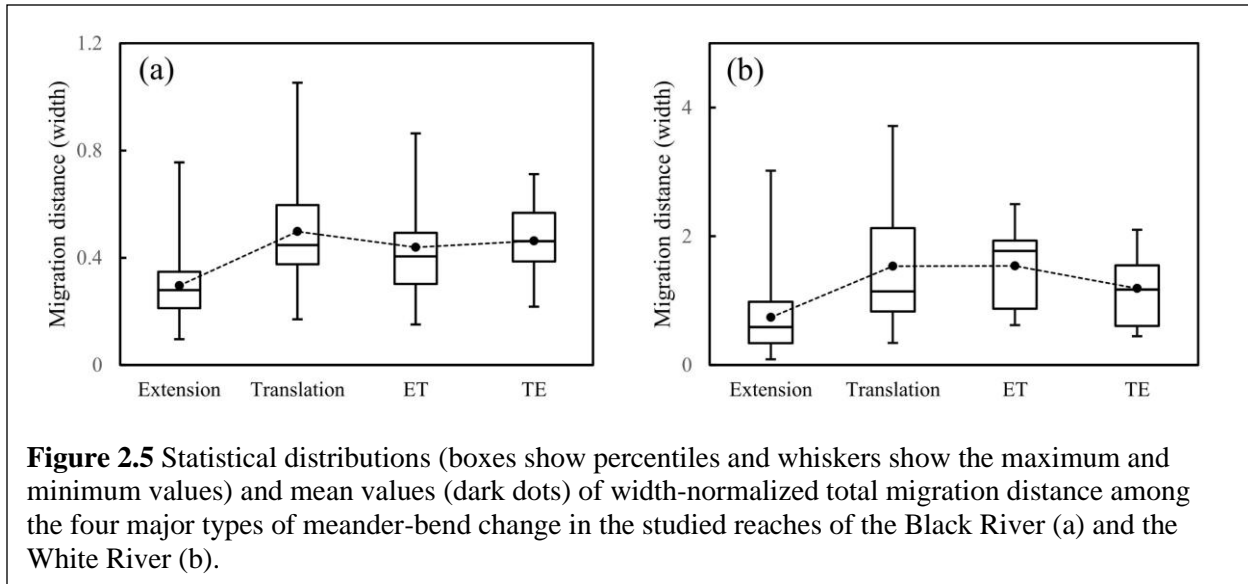 (a)
Migration distance (width)
1.2
0.8
0.4
0
Extension Translation ET TE
(b)
Migration distance (width)
4
2
0
Extension Translation ET TE
Figure 2.5 Statistical distributions (boxes show percentiles and whiskers show the maximum and
minimum values) and mean values (dark dots) of width-normalized total migration distance among
the four major types of meander-bend change in the studied reaches of the Black River (a) and the
White River (b).